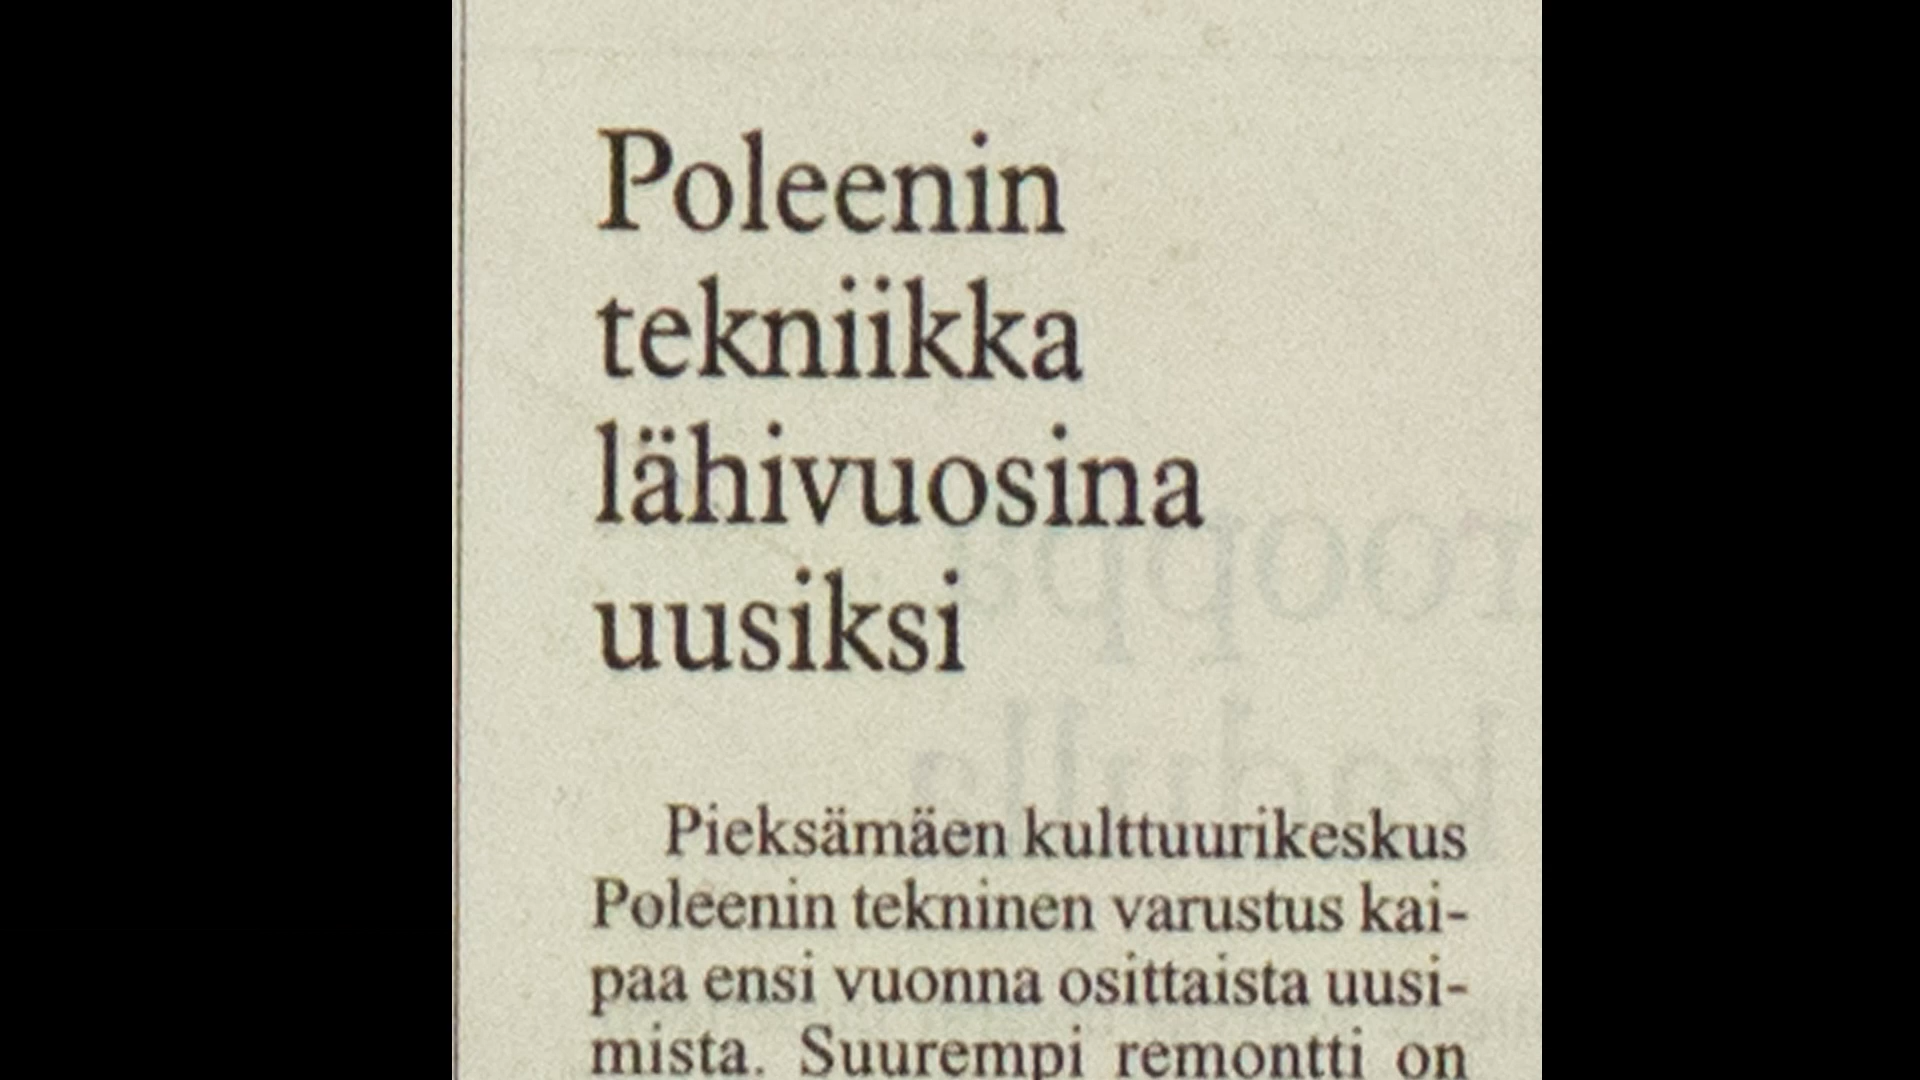 Poleenin
tekniikka
lähivuosina
uusiksi
Pieksämäen kulttuurikeskus
Poleenin tekninen varustus kai-
paa ensi vuonna osittaista uusi-
mista. Suurempi remontti on